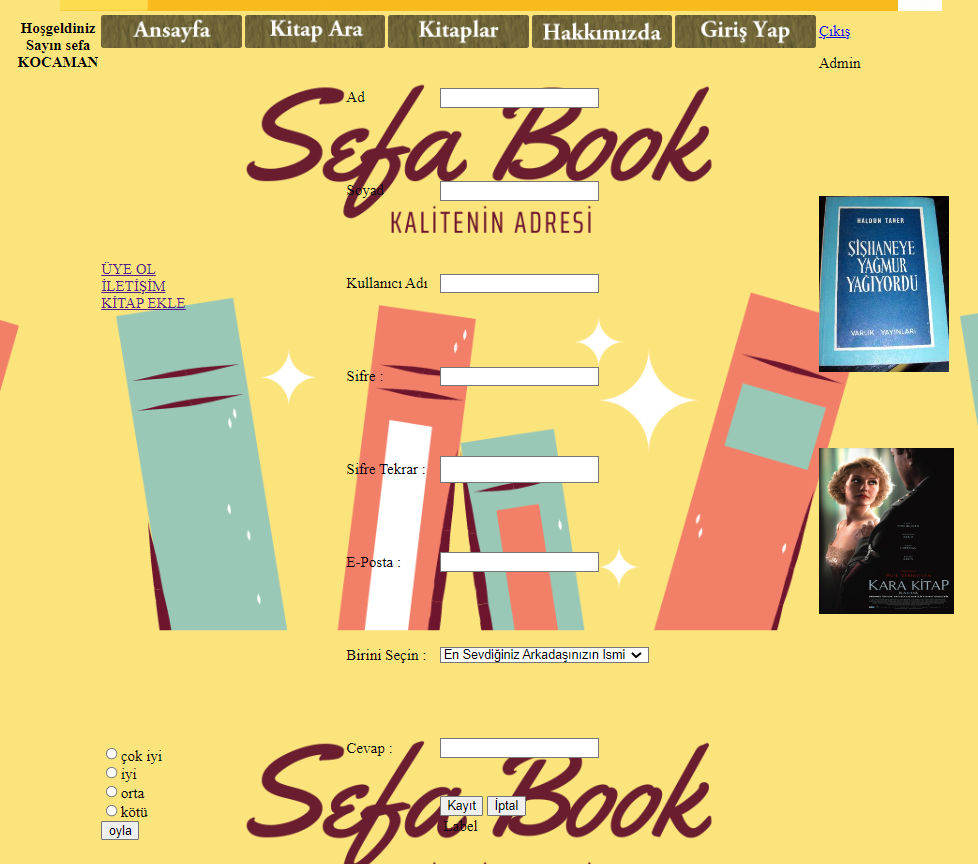 Hoşgeldiniz
Sayın sefa
KOCAMAN
Ansayfa
Kitap Ara
Kitaplar
Hakkımızda
Giriş Yap
Çıkış
Admin
Sefa Book
KALİTENİN ADRESİ
Ad
Soyad
Kullanıcı Adı
Sifre :
Sifre Tekrar :
E-Posta :
Birini Seçin :
En Sevdiğiniz Arkadaşınızın Ismi
Cevap :
Kayıt
İptal
Label
ÜYE OL
İLETİŞİM
KİTAP EKLE
HALDUN TANER
ŞİŞHANEYE
YAĞMUR
YAĞIYORDU
VARLIK YAYINLARI
KARA KİTAP
çok iyi
iyi
orta
kötü
oyla
Sefa Book